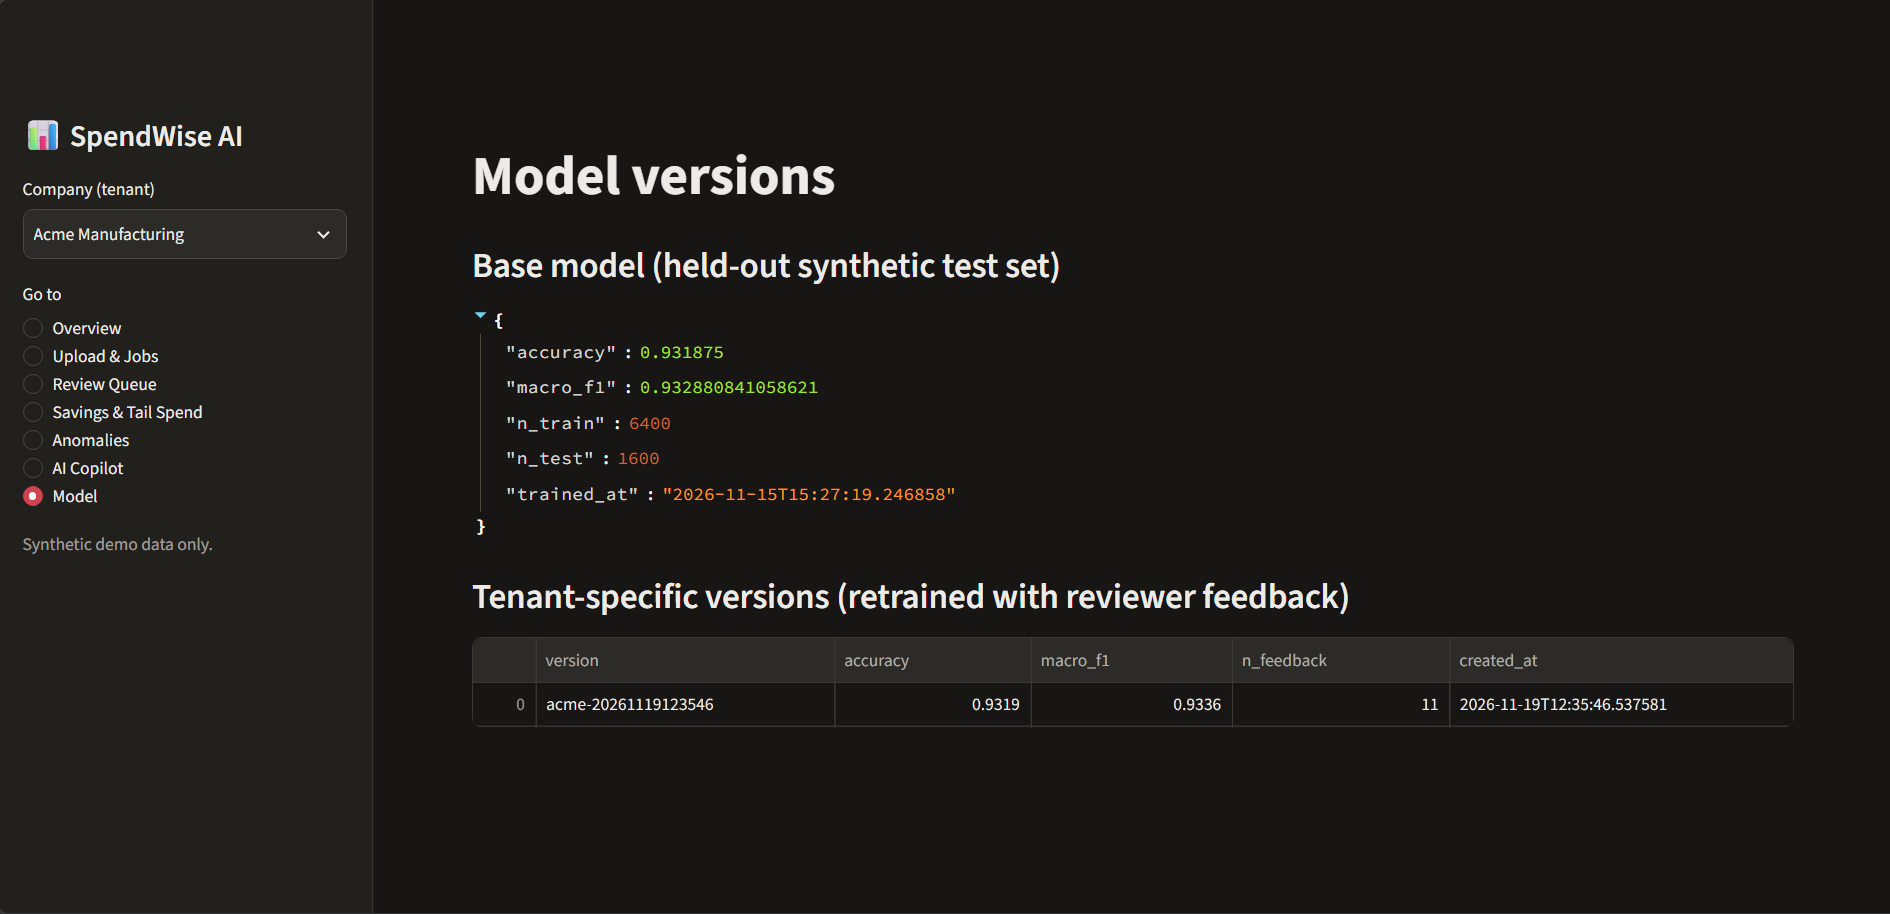 SpendWise AI
Company (tenant)
Acme Manufacturing
Go to
Overview
Upload & Jobs
Review Queue
Savings & Tail Spend
Anomalies
AI Copilot
Model
Synthetic demo data only.
Model versions
Base model (held-out synthetic test set)
{
"accuracy" : 0.931875
"macro_f1" : 0.932880841058621
"n_train" : 6400
"n_test" : 1600
"trained_at" : "2026-11-15T15:27:19.246858"
}
Tenant-specific versions (retrained with reviewer feedback)
version accuracy macro_f1 n_feedback created_at
0 acme-20261119123546 0.9319 0.9336 11 2026-11-19T12:35:46.537581